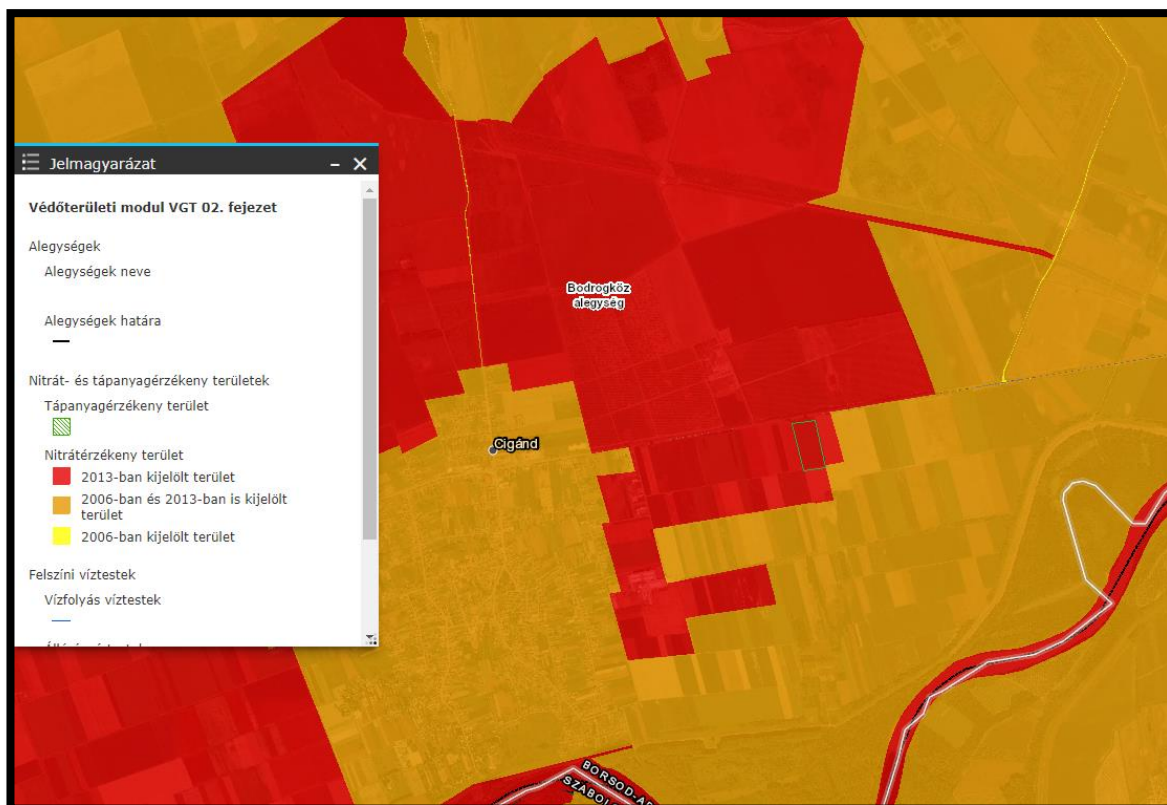 Jelmagyarázat
Védőterületi modul VGT 02. fejezet
Alegységek
Alegységek neve
Alegységek határa
Nitrát- és tápanyagérzékeny területek
Tápanyagérzékeny terület
Nitrátérzékeny terület
2013-ban kijelölt terület
2006-ban és 2013-ban is kijelölt
terület
2006-ban kijelölt terület
Felszíni víztestek
Vízfolyás víztestek
Bodrogköz
alegység
Cigánd